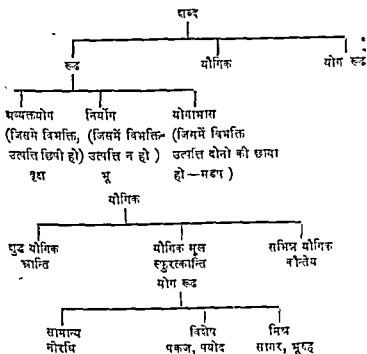 शब्द
रूढ यौगिक योग रूढ
अव्यक्तयोग निर्योग योगाभास
(जिसमें विभक्ति, (जिसमें विभक्ति- (जिसमें विभक्ति
उत्पत्ति छिपी हो) उत्पत्ति न हो) उत्पत्ति दोनो की छाया
वृक्ष भू हो—मडप )
यौगिक
शुद्ध यौगिक यौगिक मूल सभिन्न यौगिक
भ्रान्ति स्फुरत्कान्ति कौन्तेय
योग रूढ
सामान्य विशेष मिश्र
नीरधि पकज, पयोद सागर, भूरुह